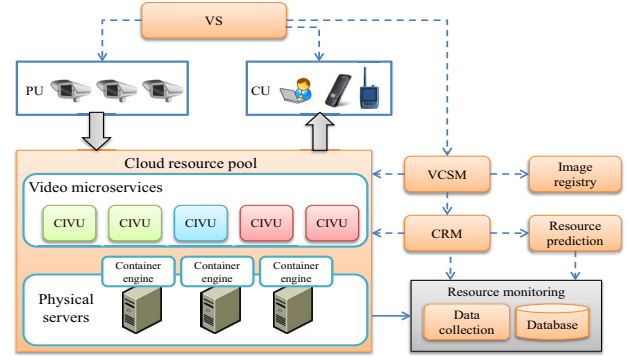 VS
PU
CU
Cloud resource pool
Video microservices
CIVU
CIVU
CIVU
CIVU
CIVU
Container
engine
Container
engine
Container
engine
Physical
servers
VCSM
Image
registry
CRM
Resource
prediction
Resource monitoring
Data
collection
Database